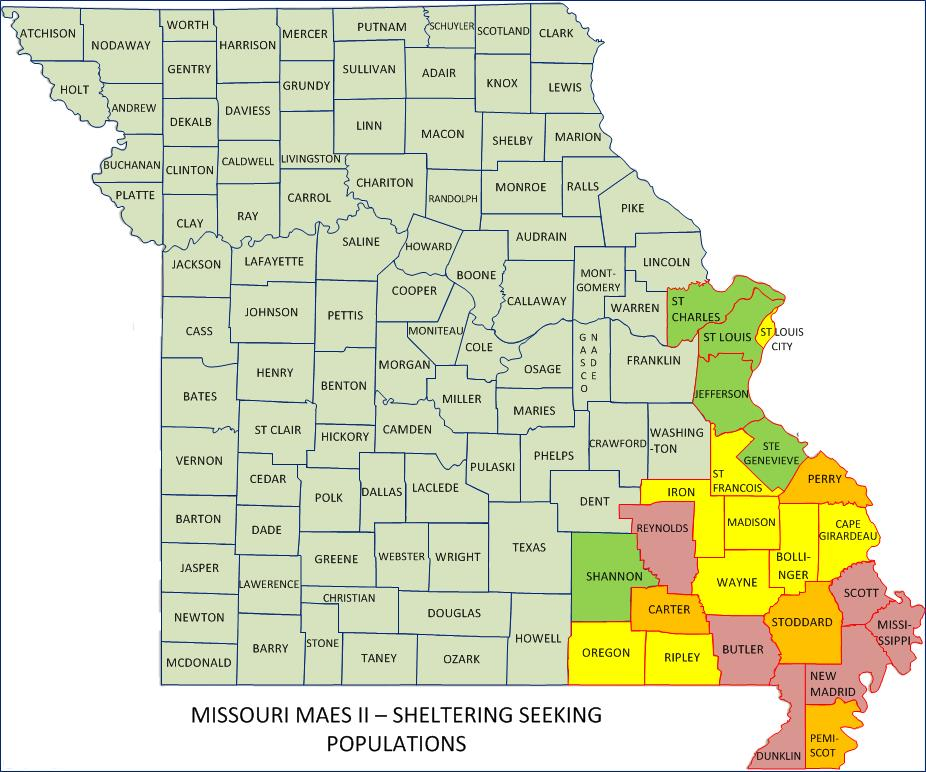 ATCHISON
NODAWAY
WORTH
HARRISON
MERCER
PUTNAM
SCHUYLER
SCOTLAND
CLARK
HOLT
ANDREW
GENTRY
DEKALB
DAVIESS
GRUNDY
SULLIVAN
ADAIR
KNOX
LEWIS
LINN
MACON
SHELBY
MARION
BUCHANAN
CLINTON
CALDWELL
LIVINGSTON
CHARITON
RANDOLPH
MONROE
RALLS
PIKE
PLATTE
CLAY
RAY
CARROL
SALINE
HOWARD
BOONE
AUDRAIN
LINCOLN
JACKSON
LAFAYETTE
COOPER
CALLAWAY
MONT-
GOMERY
WARREN
ST
CHARLES
ST LOUIS
ST LOUIS
CITY
CASS
JOHNSON
PETTIS
MONITEAU
COLE
MORGAN
OSAGE
GASCO
NADE
FRANKLIN
JEFFERSON
BATES
HENRY
BENTON
MILLER
MARIES
ST CLAIR
HICKORY
CAMDEN
PULASKI
PHELPS
CRAWFORD
WASHING
-TON
STE
GENEVIEVE
ST
FRANCOIS
PERRY
VERNON
CEDAR
POLK
DALLAS
LACLEDE
DENT
IRON
REYNOLDS
MADISON
CAPE
GIRARDEAU
BARTON
DADE
GREENE
WEBSTER
WRIGHT
TEXAS
SHANNON
WAYNE
BOLLI-
NGER
SCOTT
JASPER
LAWERENCE
CHRISTIAN
DOUGLAS
HOWELL
CARTER
STODDARD
MISSI-
SSIPPI
NEWTON
MCDONALD
BARRY
STONE
TANEY
OZARK
OREGON
RIPLEY
BUTLER
NEW
MADRID
DUNKLIN
PEMI-
SCOT
MISSOURI MAES II – SHELTERING SEEKING
POPULATIONS